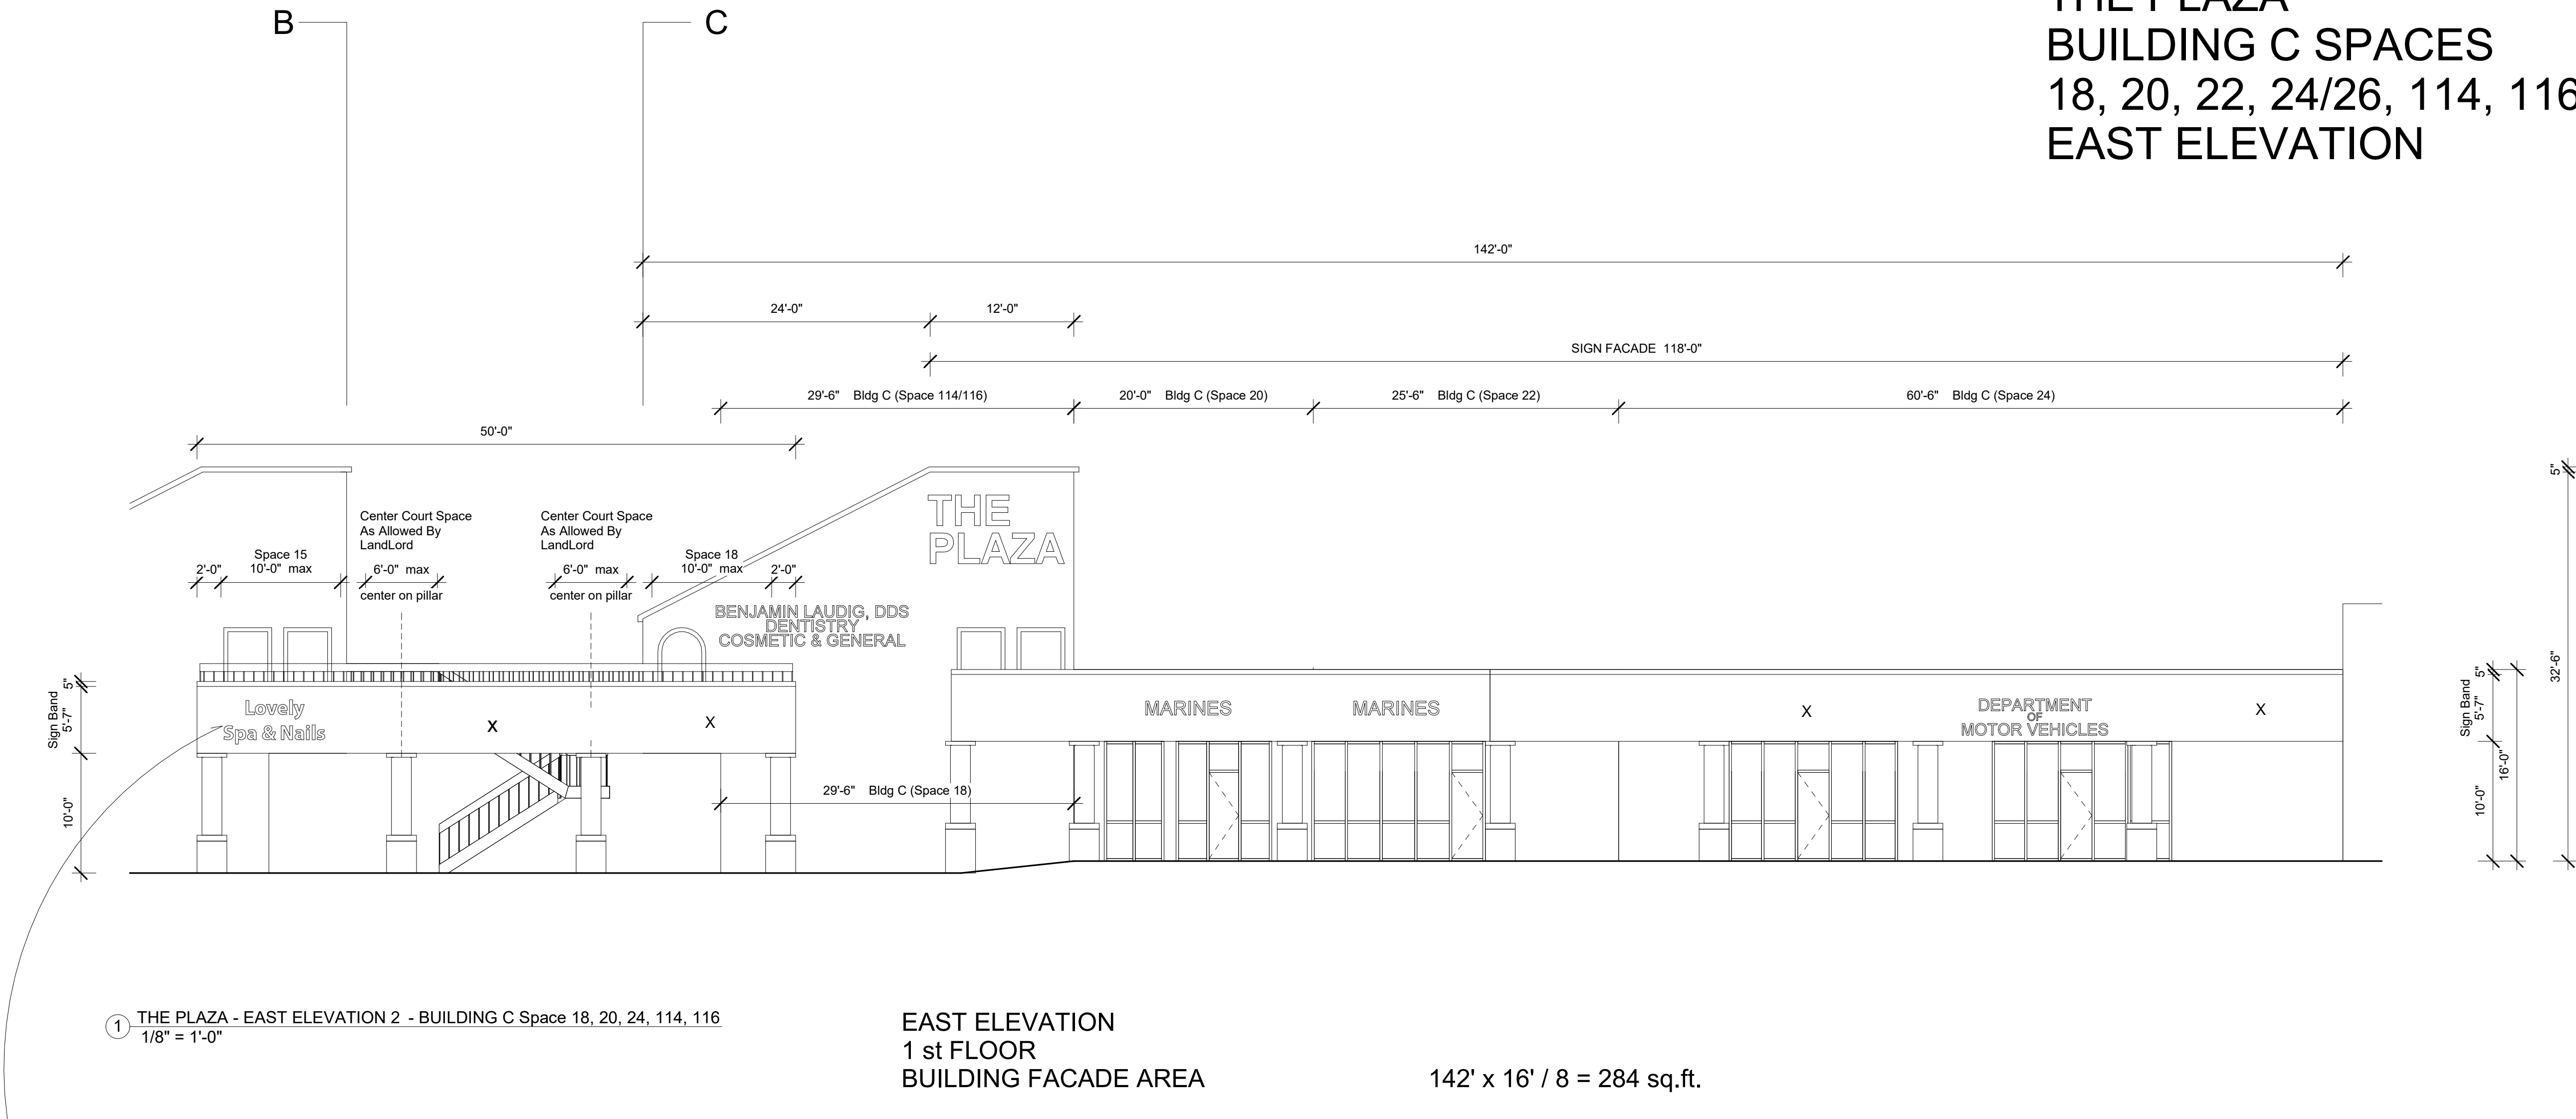 B
C
THE PLAZA
BUILDING C SPACES
18, 20, 22, 24/26, 114, 116
EAST ELEVATION
142'-0"
24'-0"
12'-0"
SIGN FACADE 118'-0"
29'-6" Bldg C (Space 114/116)
20'-0" Bldg C (Space 20)
25'-6" Bldg C (Space 22)
60'-6" Bldg C (Space 24)
50'-0"
Center Court Space
As Allowed By
LandLord
Center Court Space
As Allowed By
LandLord
Space 15
2'-0"
10'-0" max
6'-0" max
center on pillar
6'-0" max
center on pillar
Space 18
10'-0" max
2'-0"
THE
PLAZA
BENJAMIN LAUDIG, DDS
DENTISTRY
COSMETIC & GENERAL
5"
Sign Band
5'-7"
10'-0"
Lovely
Spa & Nails
x
X
MARINES
MARINES
X
DEPARTMENT
OF
MOTOR VEHICLES
X
29'-6" Bldg C (Space 18)
5"
Sign Band
5'-7"
10'-0"
16'-0"
5"
32'-6"
1
THE PLAZA - EAST ELEVATION 2 - BUILDING C Space 18, 20, 24, 114, 116
1/8" = 1'-0"
EAST ELEVATION
1 st FLOOR
BUILDING FACADE AREA
142' x 16' / 8 = 284 sq.ft.